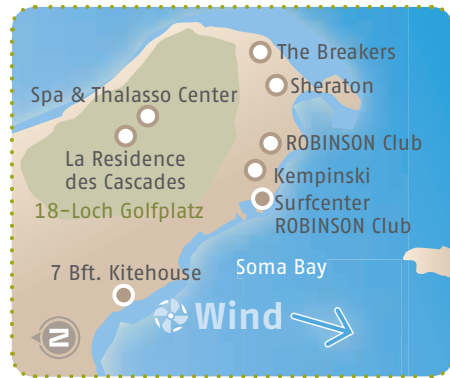 The Breakers
Sheraton
Spa & Thalasso Center
ROBINSON Club
La Residence
des Cascades
Kempinski
18-Loch Golfplatz
Surfcenter
ROBINSON Club
7 Bft. Kitehouse
Soma Bay
Wind
N